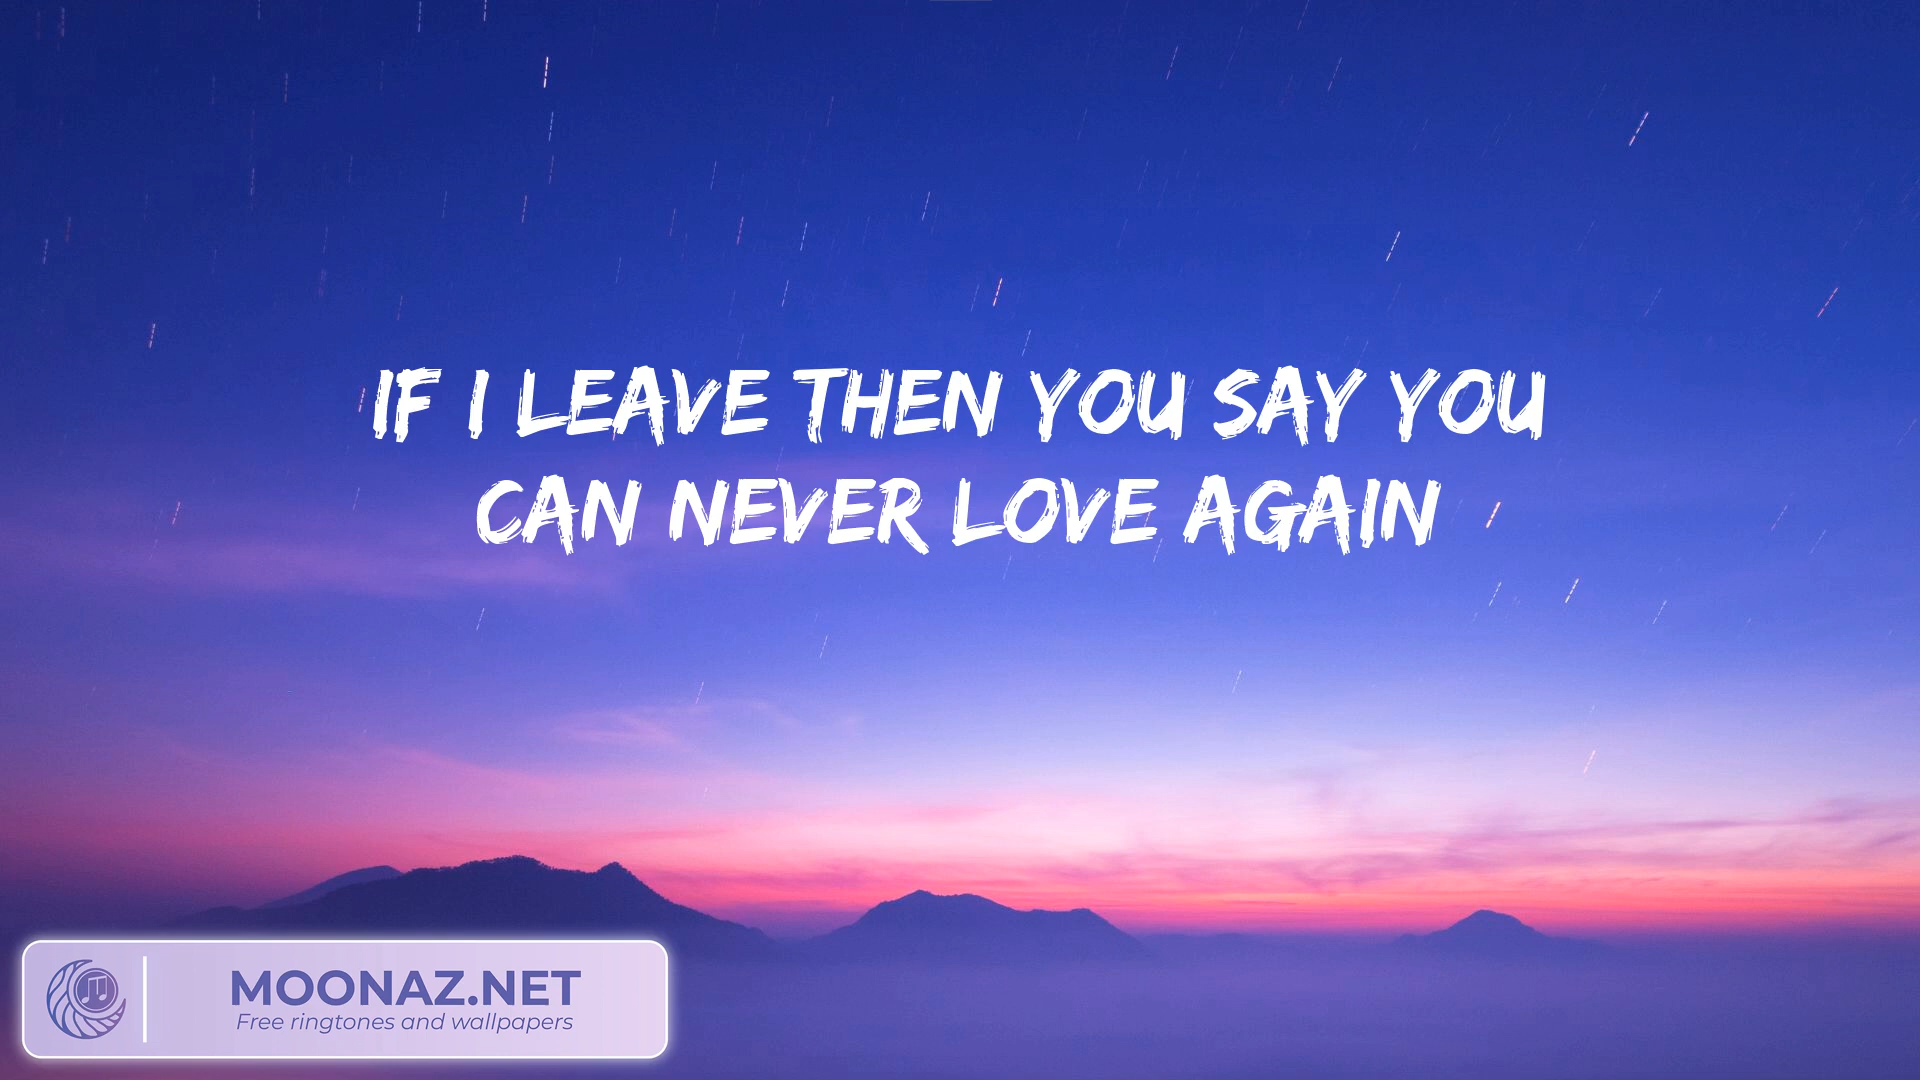 IF I LEAVE THEN YOU SAY YOU
CAN NEVER LOVE AGAIN
MOONAZ.NET
Free ringtones and wallpapers